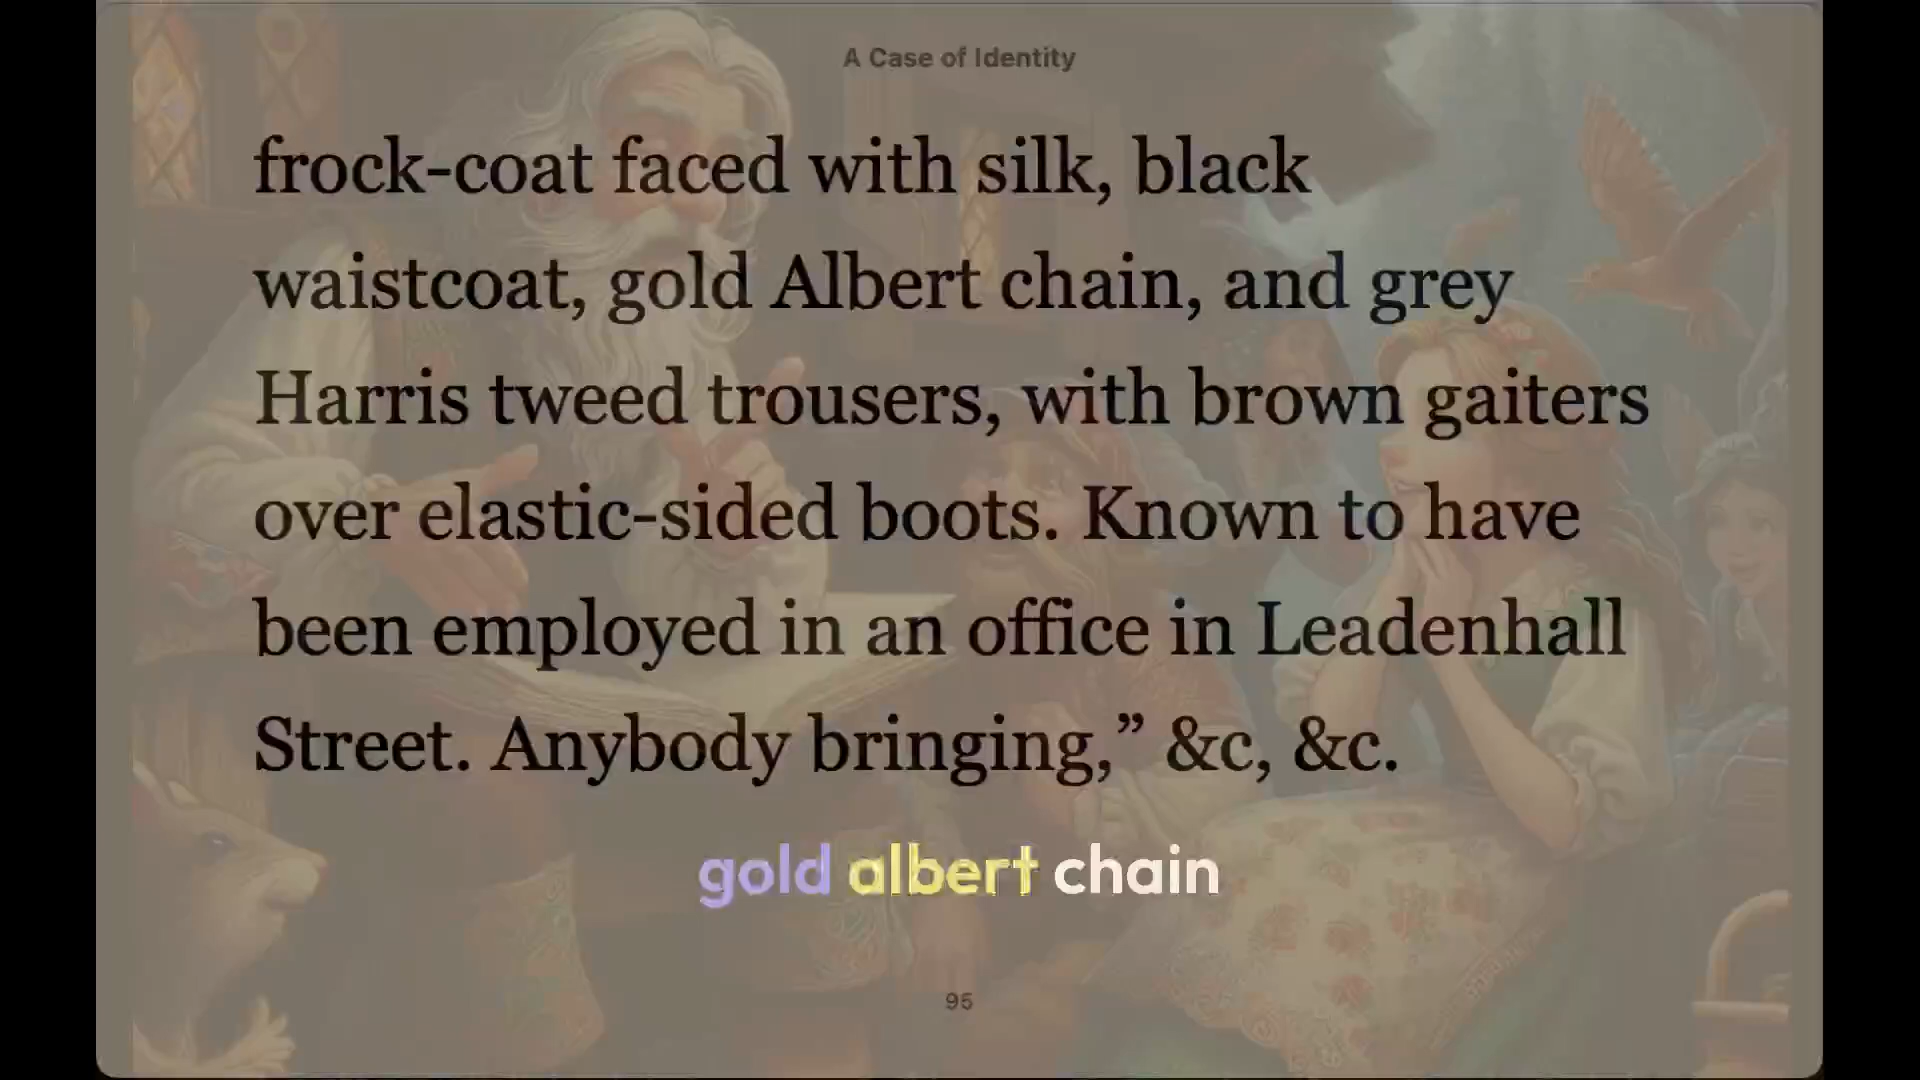 A Case of Identity
frock-coat faced with silk, black
waistcoat, gold Albert chain, and grey
Harris tweed trousers, with brown gaiters
over elastic-sided boots. Known to have
been employed in an office in Leadenhall
Street. Anybody bringing,” &c, &c.
gold albert chain
95